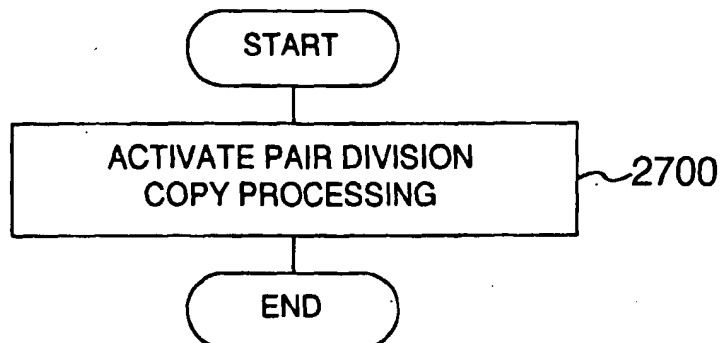 START
ACTIVATE PAIR DIVISION
COPY PROCESSING
2700
END